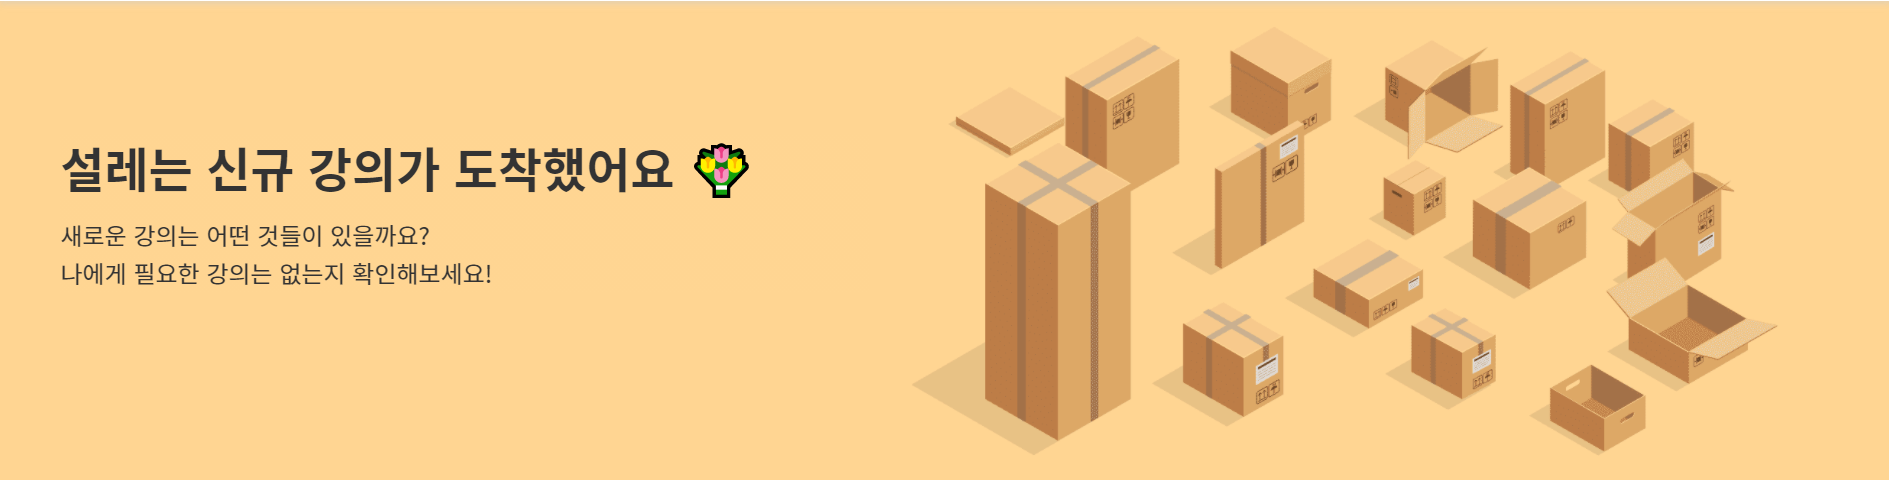 설레는 신규 강의가 도착했어요 💐
새로운 강의는 어떤 것들이 있을까요?
나에게 필요한 강의는 없는지 확인해보세요!